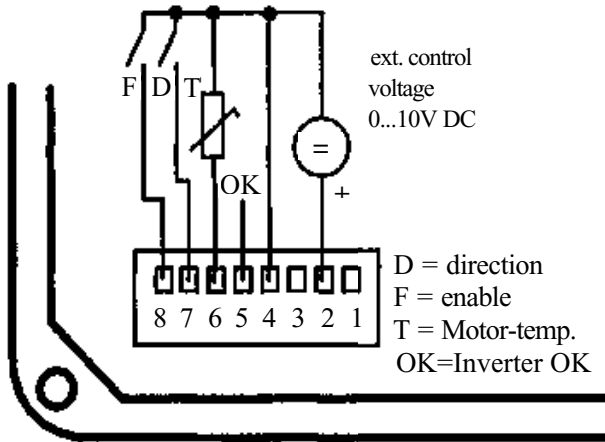 ext. control
voltage
0...10V DC
F D T
=
OK
+
8 7 6 5 4 3 2 1
D = direction
F = enable
T = Motor-temp.
OK=Inverter OK